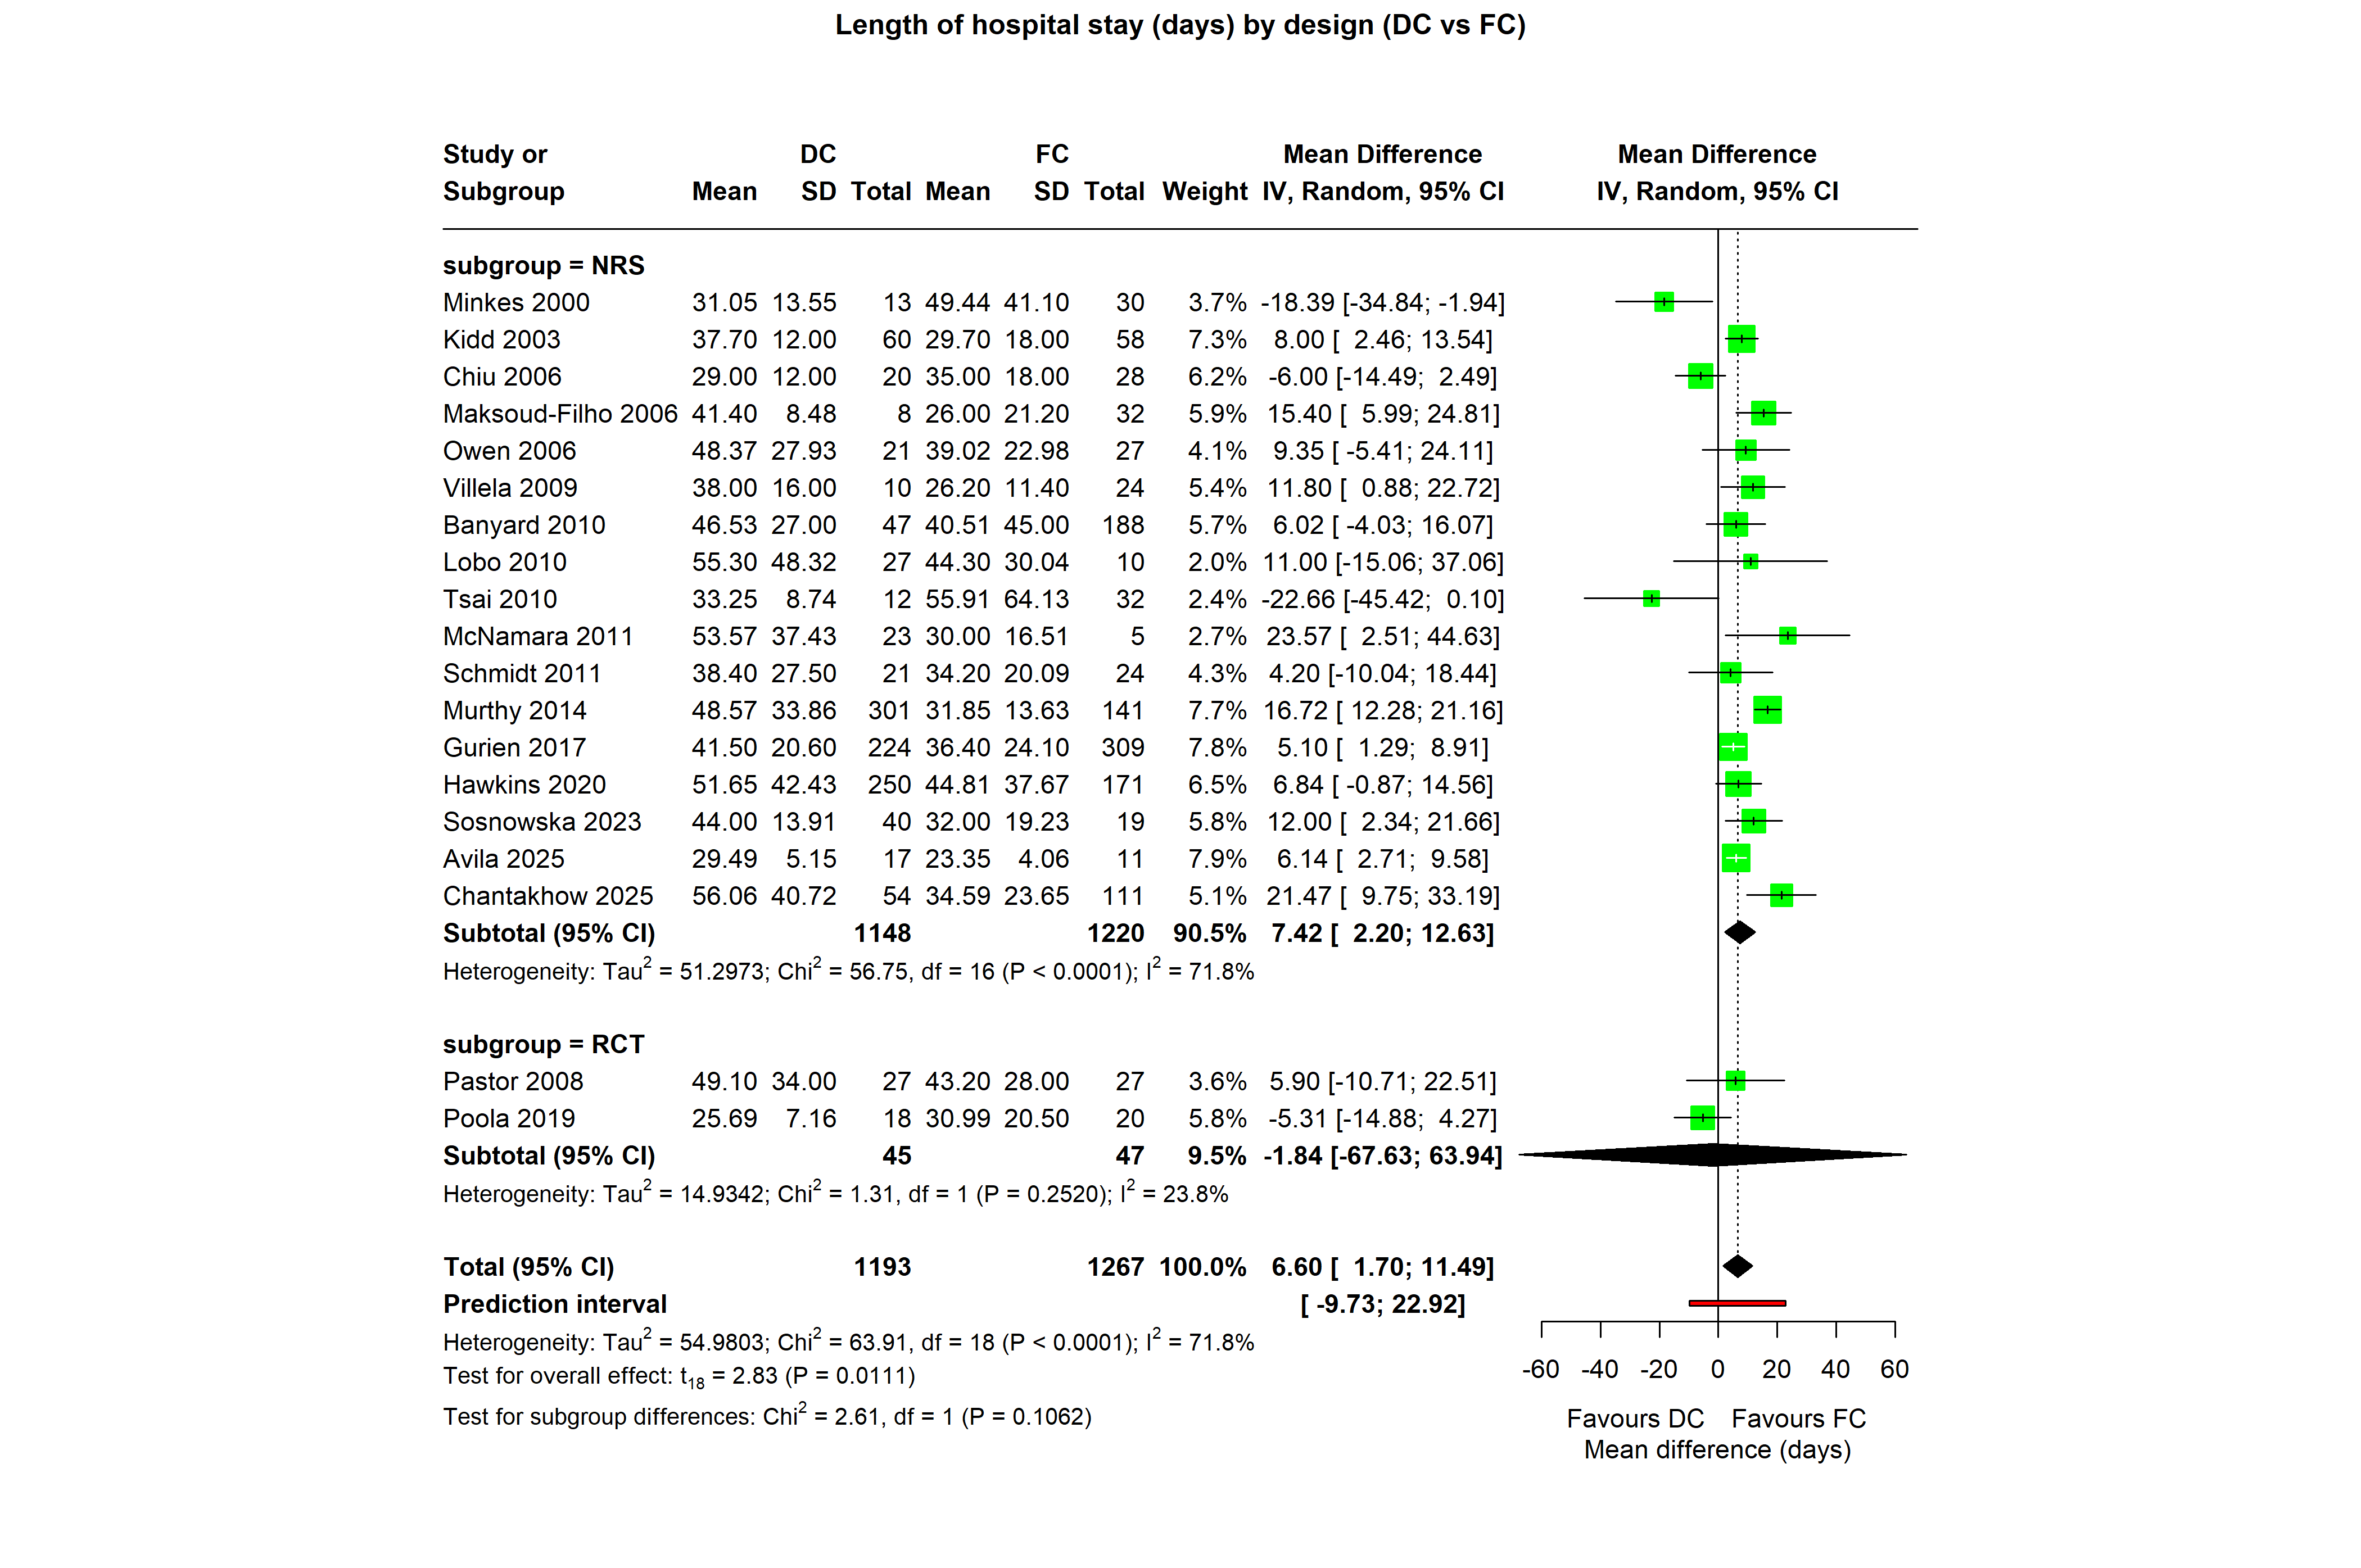 Length of hospital stay (days) by design (DC vs FC)
Study or DC FC Mean Difference Mean Difference
Subgroup Mean SD Total Mean SD Total Weight IV, Random, 95% CI IV, Random, 95% CI
subgroup = NRS
Minkes 2000 31.05 13.55 13 49.44 41.10 30 3.7% -18.39 [-34.84; -1.94]
Kidd 2003 37.70 12.00 60 29.70 18.00 58 7.3% 8.00 [ 2.46; 13.54]
Chiu 2006 29.00 12.00 20 35.00 18.00 28 6.2% -6.00 [-14.49; 2.49]
Maksoud-Filho 2006 41.40 8.48 8 26.00 21.20 32 5.9% 15.40 [ 5.99; 24.81]
Owen 2006 48.37 27.93 21 39.02 22.98 27 4.1% 9.35 [ -5.41; 24.11]
Villela 2009 38.00 16.00 10 26.20 11.40 24 5.4% 11.80 [ 0.88; 22.72]
Banyard 2010 46.53 27.00 47 40.51 45.00 188 5.7% 6.02 [ -4.03; 16.07]
Lobo 2010 55.30 48.32 27 44.30 30.04 10 2.0% 11.00 [-15.06; 37.06]
Tsai 2010 33.25 8.74 12 55.91 64.13 32 2.4% -22.66 [-45.42; 0.10]
McNamara 2011 53.57 37.43 23 30.00 16.51 5 2.7% 23.57 [ 2.51; 44.63]
Schmidt 2011 38.40 27.50 21 34.20 20.09 24 4.3% 4.20 [-10.04; 18.44]
Murthy 2014 48.57 33.86 301 31.85 13.63 141 7.7% 16.72 [ 12.28; 21.16]
Gurien 2017 41.50 20.60 224 36.40 24.10 309 7.8% 5.10 [ 1.29; 8.91]
Hawkins 2020 51.65 42.43 250 44.81 37.67 171 6.5% 6.84 [ -0.87; 14.56]
Sosnowska 2023 44.00 13.91 40 32.00 19.23 19 5.8% 12.00 [ 2.34; 21.66]
Avila 2025 29.49 5.15 17 23.35 4.06 11 7.9% 6.14 [ 2.71; 9.58]
Chantakhow 2025 56.06 40.72 54 34.59 23.65 111 5.1% 21.47 [ 9.75; 33.19]
Subtotal (95% CI) 1148 1220 90.5% 7.42 [ 2.20; 12.63]
Heterogeneity: Tau² = 51.2973; Chi² = 56.75, df = 16 (P < 0.0001); I² = 71.8%
subgroup = RCT
Pastor 2008 49.10 34.00 27 43.20 28.00 27 3.6% 5.90 [-10.71; 22.51]
Poola 2019 25.69 7.16 18 30.99 20.50 20 5.8% -5.31 [-14.88; 4.27]
Subtotal (95% CI) 45 47 9.5% -1.84 [-67.63; 63.94]
Heterogeneity: Tau² = 14.9342; Chi² = 1.31, df = 1 (P = 0.2520); I² = 23.8%
Total (95% CI) 1193 1267 100.0% 6.60 [ 1.70; 11.49]
Prediction interval [ -9.73; 22.92]
Heterogeneity: Tau² = 54.9803; Chi² = 63.91, df = 18 (P < 0.0001); I² = 71.8%
Test for overall effect: t₁₈ = 2.83 (P = 0.0111)
Test for subgroup differences: Chi² = 2.61, df = 1 (P = 0.1062)
-60 -40 -20 0 20 40 60
Favours DC Favours FC
Mean difference (days)